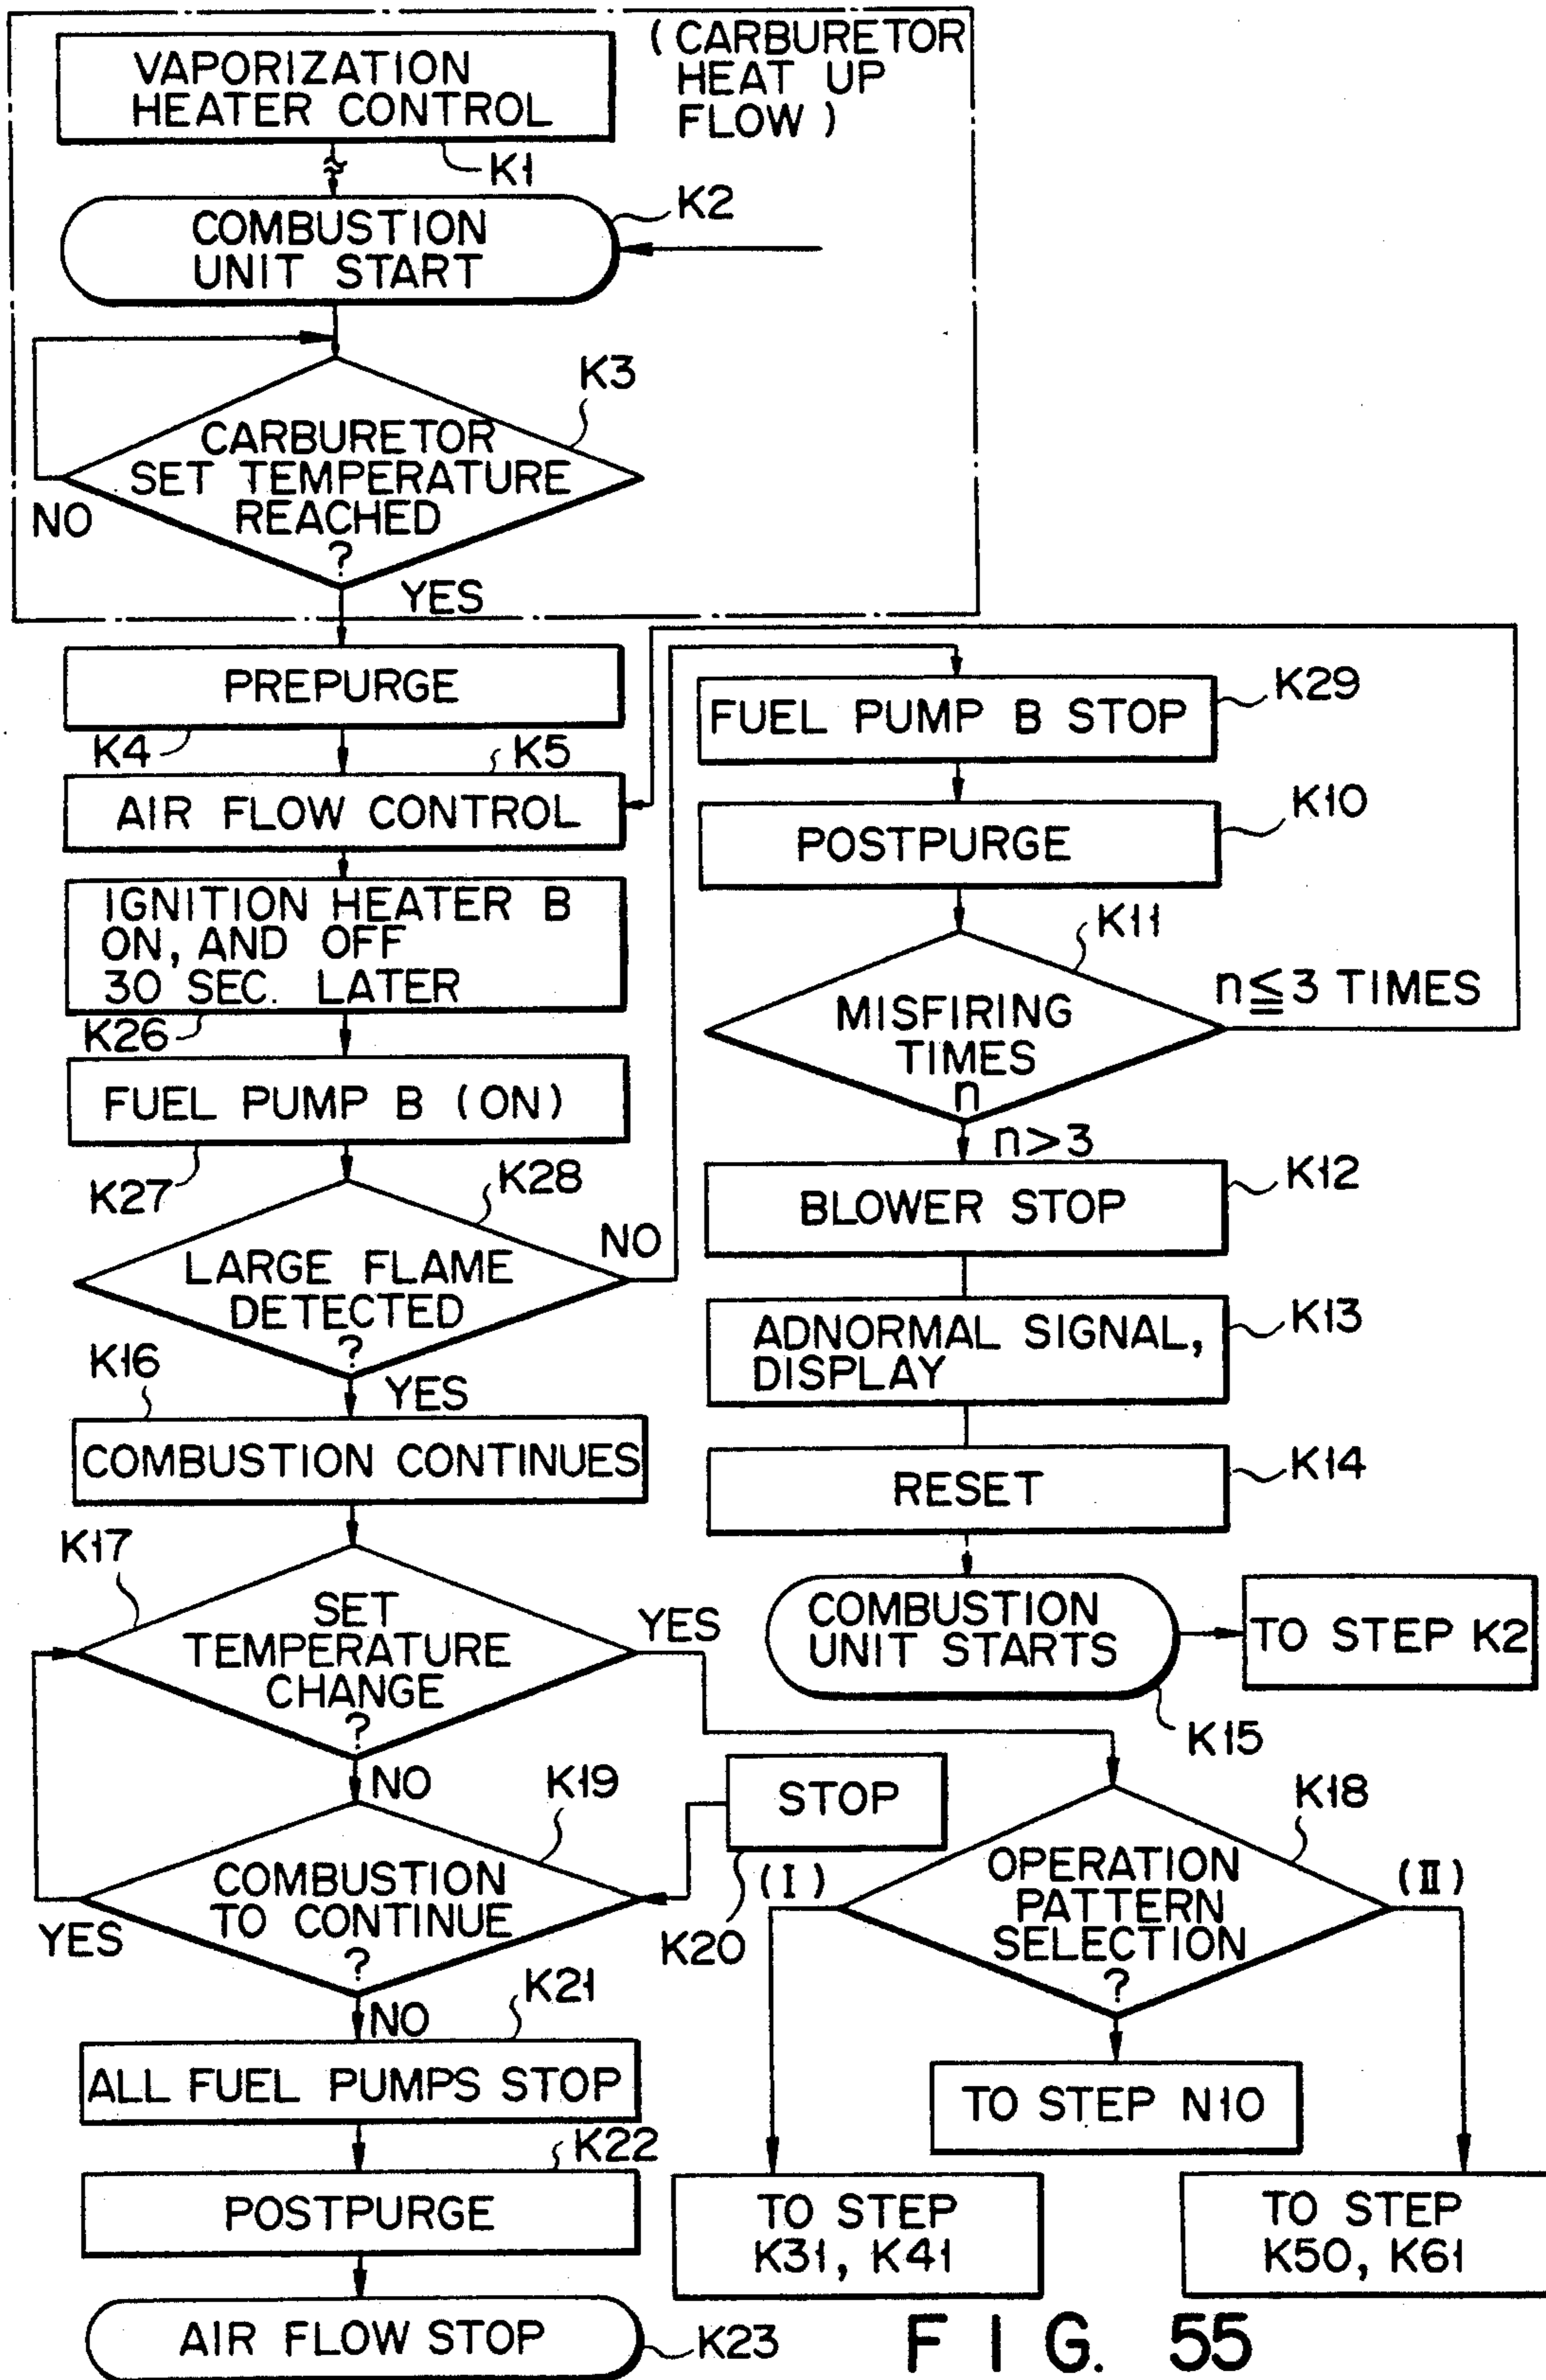 VAPORIZATION
HEATER CONTROL
(CARBURETOR
HEAT UP
FLOW)
K1
COMBUSTION
UNIT START
K2
K3
CARBURETOR
SET TEMPERATURE
REACHED
?
NO
YES
PREPURGE
K4
K5
AIR FLOW CONTROL
IGNITION HEATER B
ON, AND OFF
30 SEC. LATER
K26
FUEL PUMP B (ON)
K27
K28
LARGE FLAME
DETECTED
?
NO
YES
FUEL PUMP B STOP
K29
POSTPURGE
K10
K11
MISFIRING
TIMES
n
n≦3 TIMES
n>3
BLOWER STOP
K12
ADNORMAL SIGNAL,
DISPLAY
K13
RESET
K14
COMBUSTION
UNIT STARTS
K15
TO STEP K2
K16
COMBUSTION CONTINUES
K17
SET
TEMPERATURE
CHANGE
?
YES
NO
K19
COMBUSTION
TO CONTINUE
?
YES
NO
STOP
K20
K18
OPERATION
PATTERN
SELECTION
?
(I)
(II)
TO STEP N10
TO STEP
K31, K41
TO STEP
K50, K61
K21
ALL FUEL PUMPS STOP
K22
POSTPURGE
AIR FLOW STOP
K23
FIG. 55